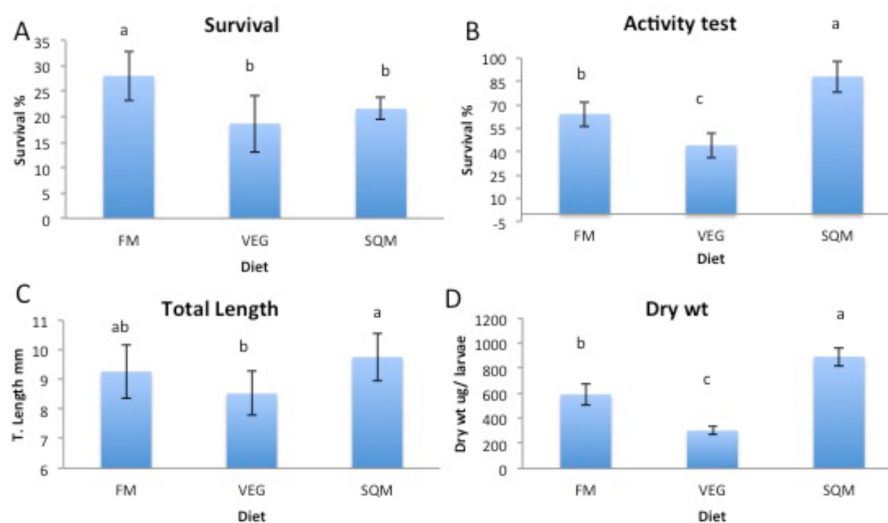 A
Survival
a
b
b
Survival %
35
30
25
20
15
10
5
0
FM
VEG
SQM
Diet
B
Activity test
b
c
a
Survival %
100
85
70
55
40
25
10
-5
FM
VEG
SQM
Diet
C
Total Length
ab
b
a
T. Length mm
11
10
9
8
7
6
FM
VEG
SQM
Diet
D
Dry wt
b
c
a
Dry wt ug/ larvae
1200
1000
800
600
400
200
0
FM
VEG
SQM
Diet